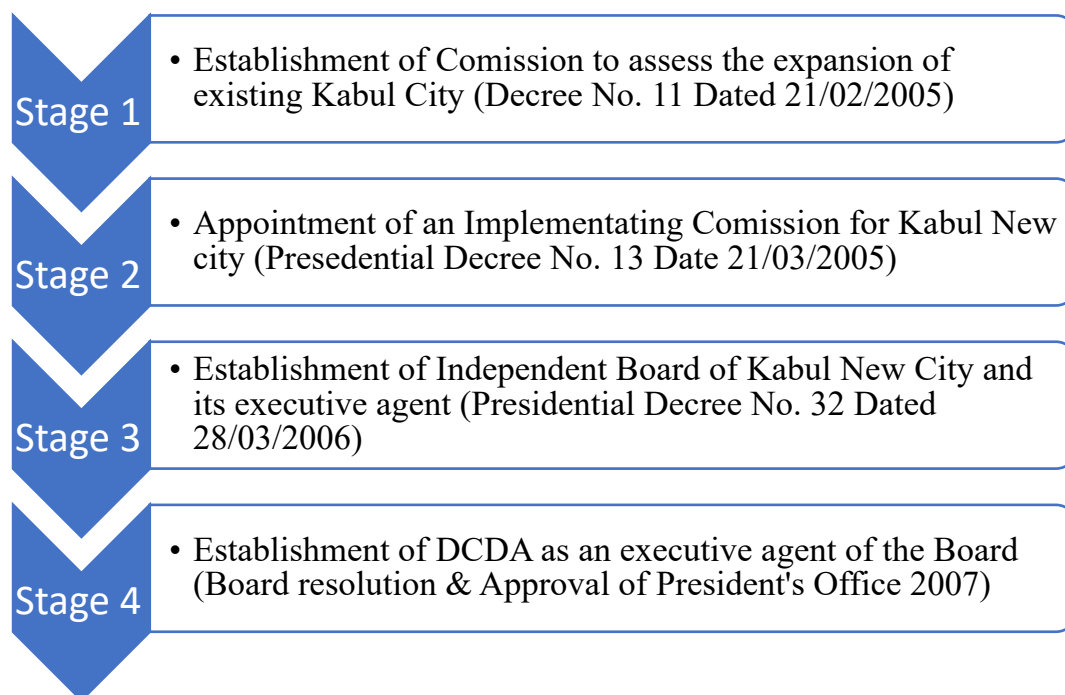 Stage 1
• Establishment of Comission to assess the expansion of
existing Kabul City (Decree No. 11 Dated 21/02/2005)
Stage 2
• Appointment of an Implementating Comission for Kabul New
city (Presedential Decree No. 13 Date 21/03/2005)
Stage 3
• Establishment of Independent Board of Kabul New City and
its executive agent (Presidential Decree No. 32 Dated
28/03/2006)
Stage 4
• Establishment of DCDA as an executive agent of the Board
(Board resolution & Approval of President's Office 2007)